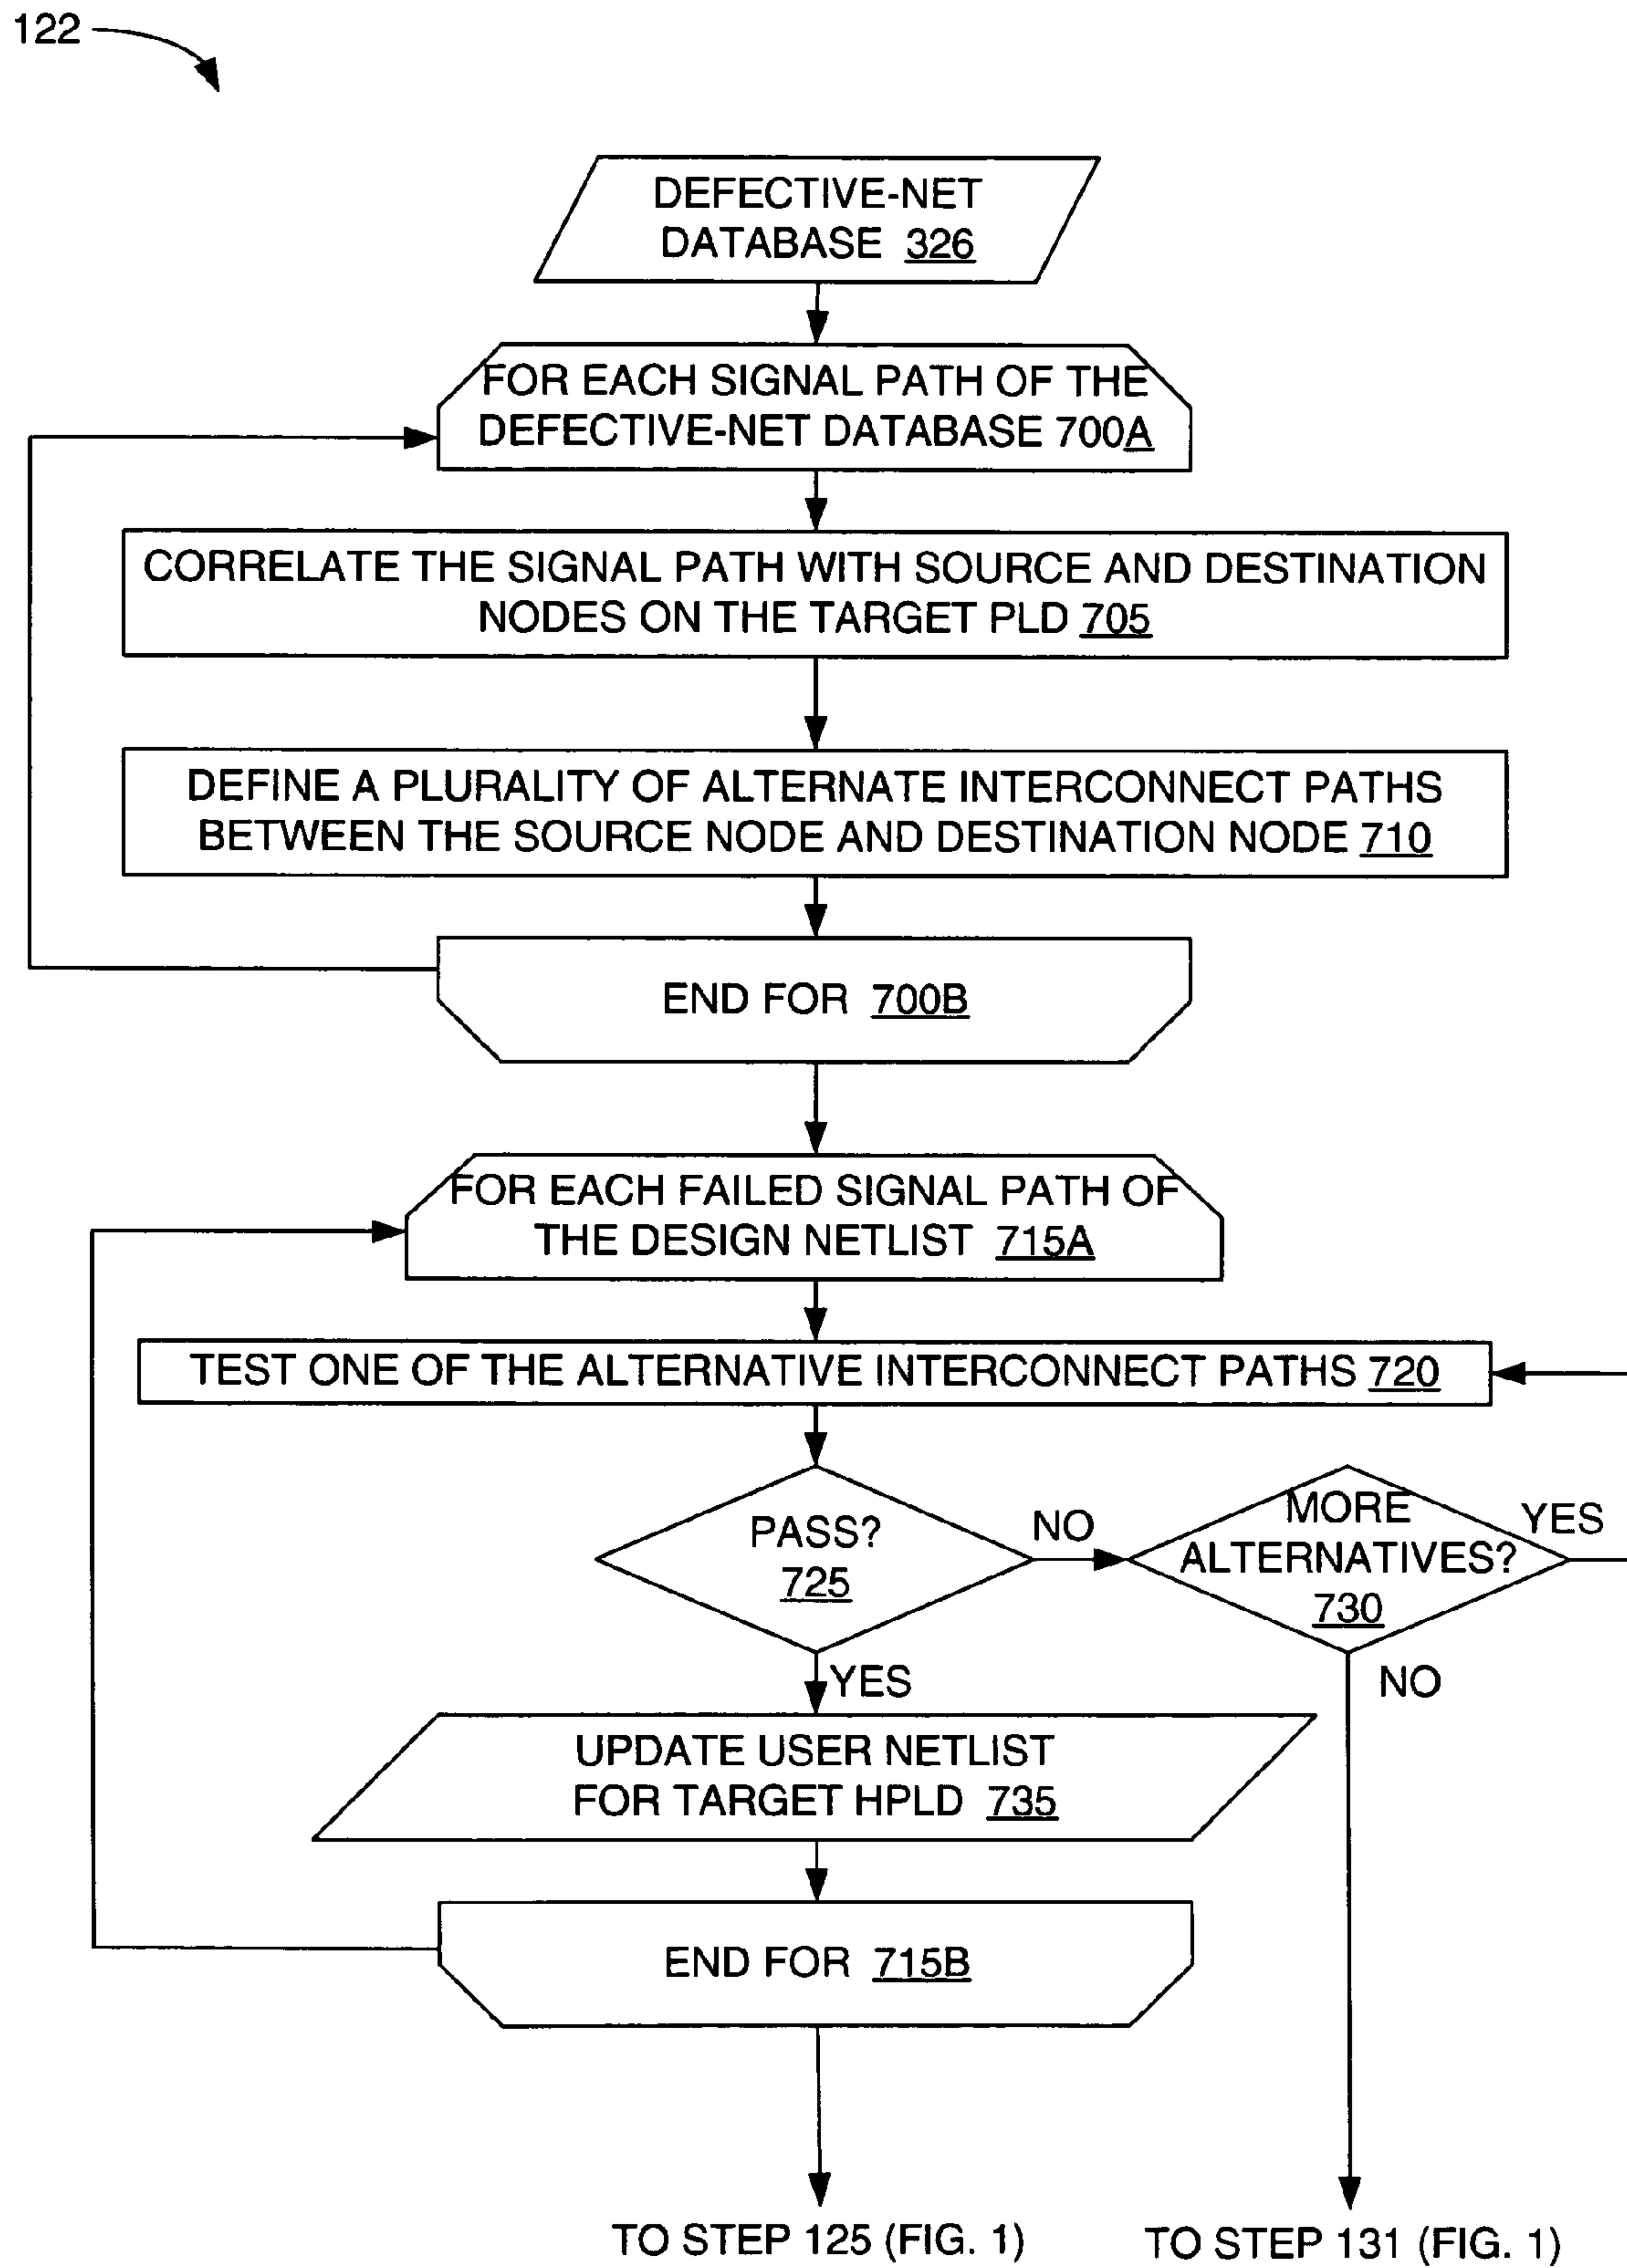 122
DEFECTIVE-NET
DATABASE 326
FOR EACH SIGNAL PATH OF THE
DEFECTIVE-NET DATABASE 700A
CORRELATE THE SIGNAL PATH WITH SOURCE AND DESTINATION
NODES ON THE TARGET PLD 705
DEFINE A PLURALITY OF ALTERNATE INTERCONNECT PATHS
BETWEEN THE SOURCE NODE AND DESTINATION NODE 710
END FOR 700B
FOR EACH FAILED SIGNAL PATH OF
THE DESIGN NETLIST 715A
TEST ONE OF THE ALTERNATIVE INTERCONNECT PATHS 720
PASS?
725
NO
MORE
ALTERNATIVES?
730
YES
YES
NO
UPDATE USER NETLIST
FOR TARGET HPLD 735
END FOR 715B
TO STEP 125 (FIG. 1)
TO STEP 131 (FIG. 1)